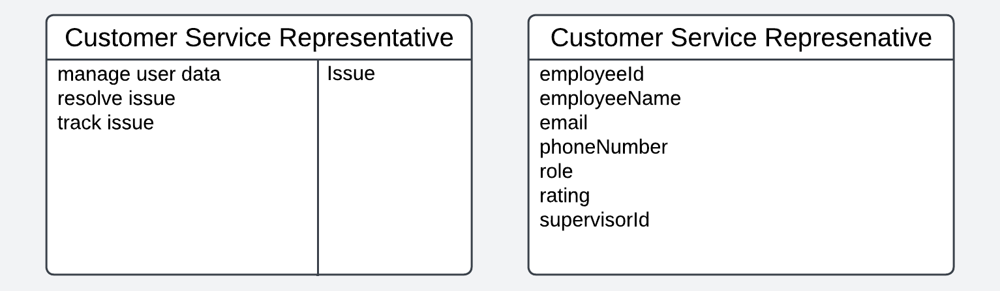 Customer Service Representative
manage user data
resolve issue
track issue
Issue
Customer Service Represenative
employeeId
employeeName
email
phoneNumber
role
rating
supervisorId